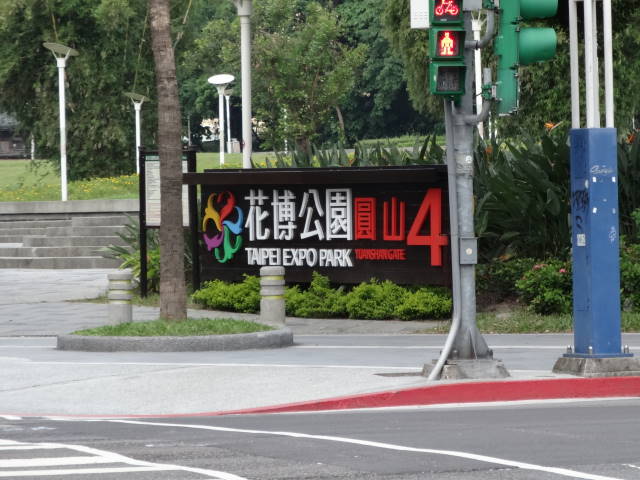 花博公園圓山4
TAIPEI EXPO PARK YUANSHAN GATE